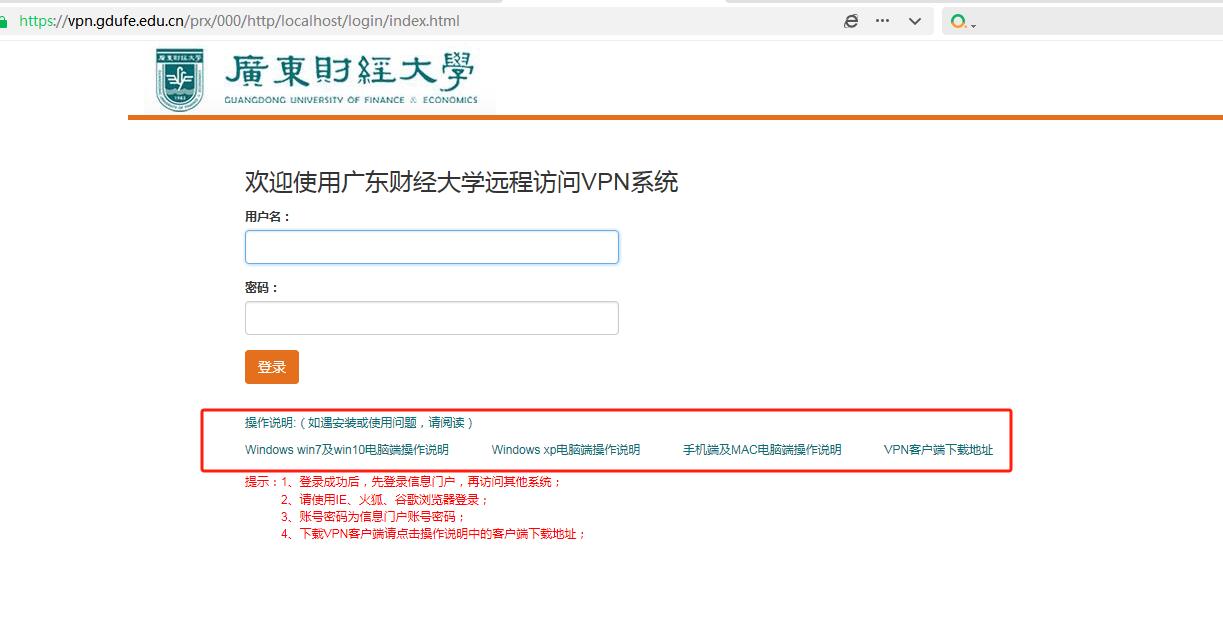 https://vpn.gdufe.edu.cn/prx/000/http/localhost/login/index.html
廣東財經大學
廣東財經大學
GUANGDONG UNIVERSITY OF FINANCE & ECONOMICS
1983
欢迎使用广东财经大学远程访问VPN系统
用户名：
密码：
登录
操作说明:（如遇安装或使用问题，请阅读）
Windows win7及win10电脑端操作说明 Windows xp电脑端操作说明 手机端及MAC电脑端操作说明 VPN客户端下载地址
提示：1、登录成功后，先登录信息门户，再访问其他系统；
2、请使用IE、火狐、谷歌浏览器登录；
3、账号密码为信息门户账号密码；
4、下载VPN客户端请点击操作说明中的客户端下载地址；